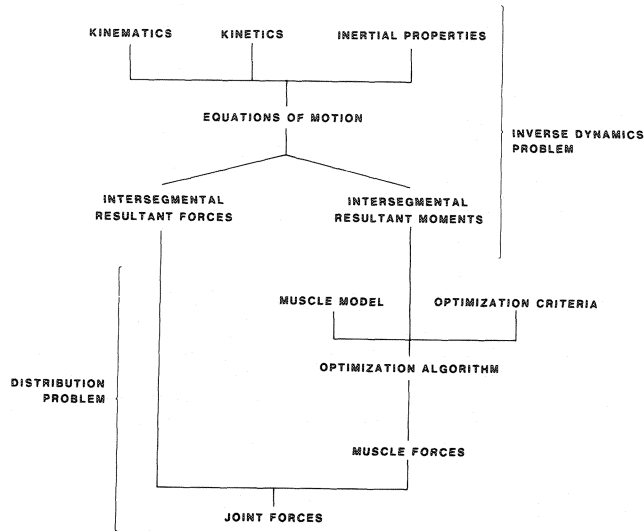 KINEMATICS
KINETICS
INERTIAL PROPERTIES
EQUATIONS OF MOTION
INVERSE DYNAMICS
PROBLEM
INTERSEGMENTAL
RESULTANT FORCES
INTERSEGMENTAL
RESULTANT MOMENTS
MUSCLE MODEL
OPTIMIZATION CRITERIA
OPTIMIZATION ALGORITHM
DISTRIBUTION
PROBLEM
MUSCLE FORCES
JOINT FORCES